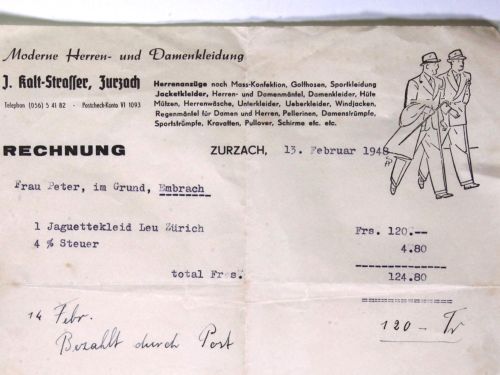 Moderne Herren- und Damenkleidung
J. Kalt-Strasser, Zurzach
Telephon (056) 5 41 82 - Postcheck-Konto VI 1093
Herrenanzüge nach Mass-Konfektion, Golfhosen, Sportkleidung
Jacketkleider, Herren- und Damenmäntel, Damenkleider, Hüte
Mützen, Herrenwäsche, Unterkleider, Ueberkleider, Windjacken,
Regenmäntel für Damen und Herren, Pellerinen, Damenstrümpfe,
Sportstrümpfe, Kravatten, Pullover, Schirme etc. etc.
RECHNUNG ZURZACH, 13. Februar 1948
Frau Peter, im Grund, Embrach
1 Jaguettekleid Leu Zürich Frs. 120.--
4 % Steuer 4.80
total Frs. 124.80
14 Febr. 120 - Fr
Bezahlt durch Post